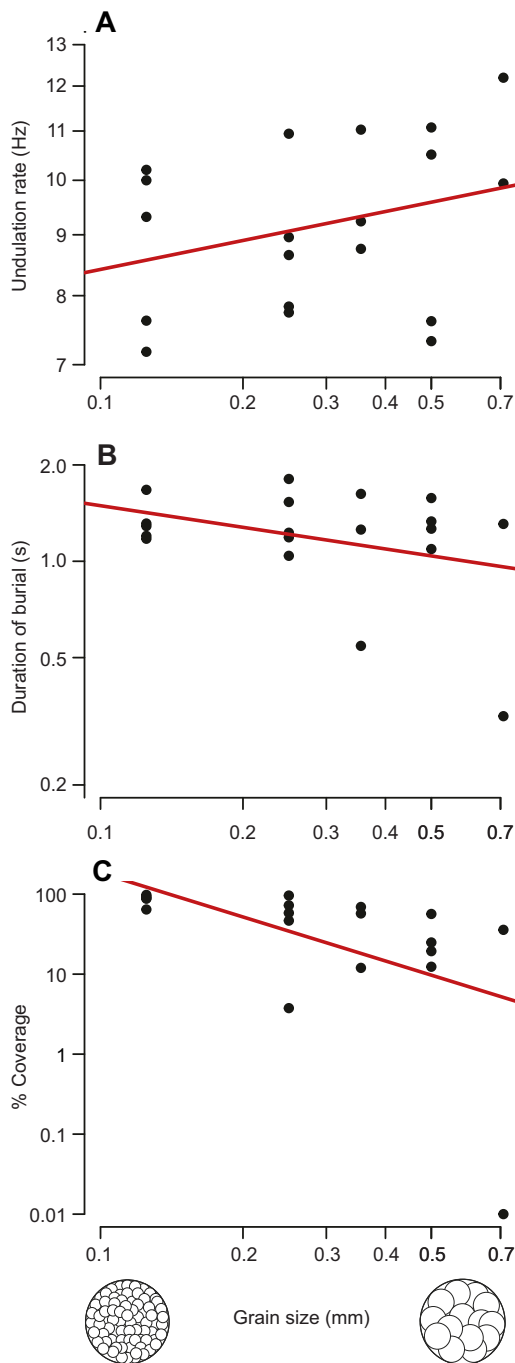 A
Undulation rate (Hz)
13
12
11
10
9
8
7
0.1 0.2 0.3 0.4 0.5 0.7
B
Duration of burial (s)
2.0
1.0
0.5
0.2
0.1 0.2 0.3 0.4 0.5 0.7
C
% Coverage
100
10
1
0.1
0.01
0.1 0.2 0.3 0.4 0.5 0.7
Grain size (mm)